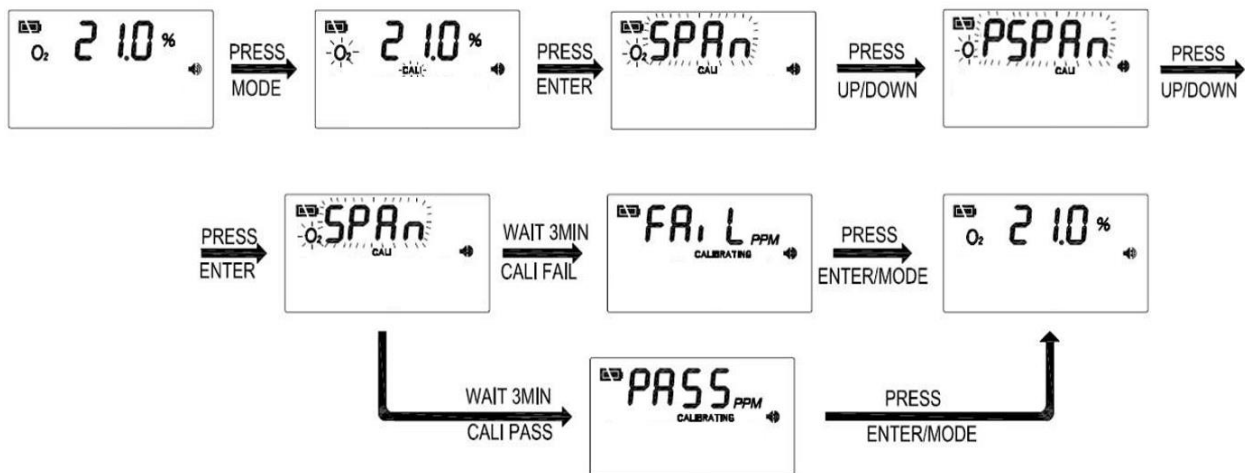 O₂ 21.0 %
PRESS
MODE
O₂ 21.0 %
CALI
PRESS
ENTER
O₂ SPAn
CALI
PRESS
UP/DOWN
O PSPAn
CALI
PRESS
UP/DOWN
PRESS
ENTER
O₂ SPAn
CALI
WAIT 3MIN
CALI FAIL
FAiL PPM
CALIBRATING
PRESS
ENTER/MODE
O₂ 21.0 %
WAIT 3MIN
CALI PASS
PASS PPM
CALIBRATING
PRESS
ENTER/MODE